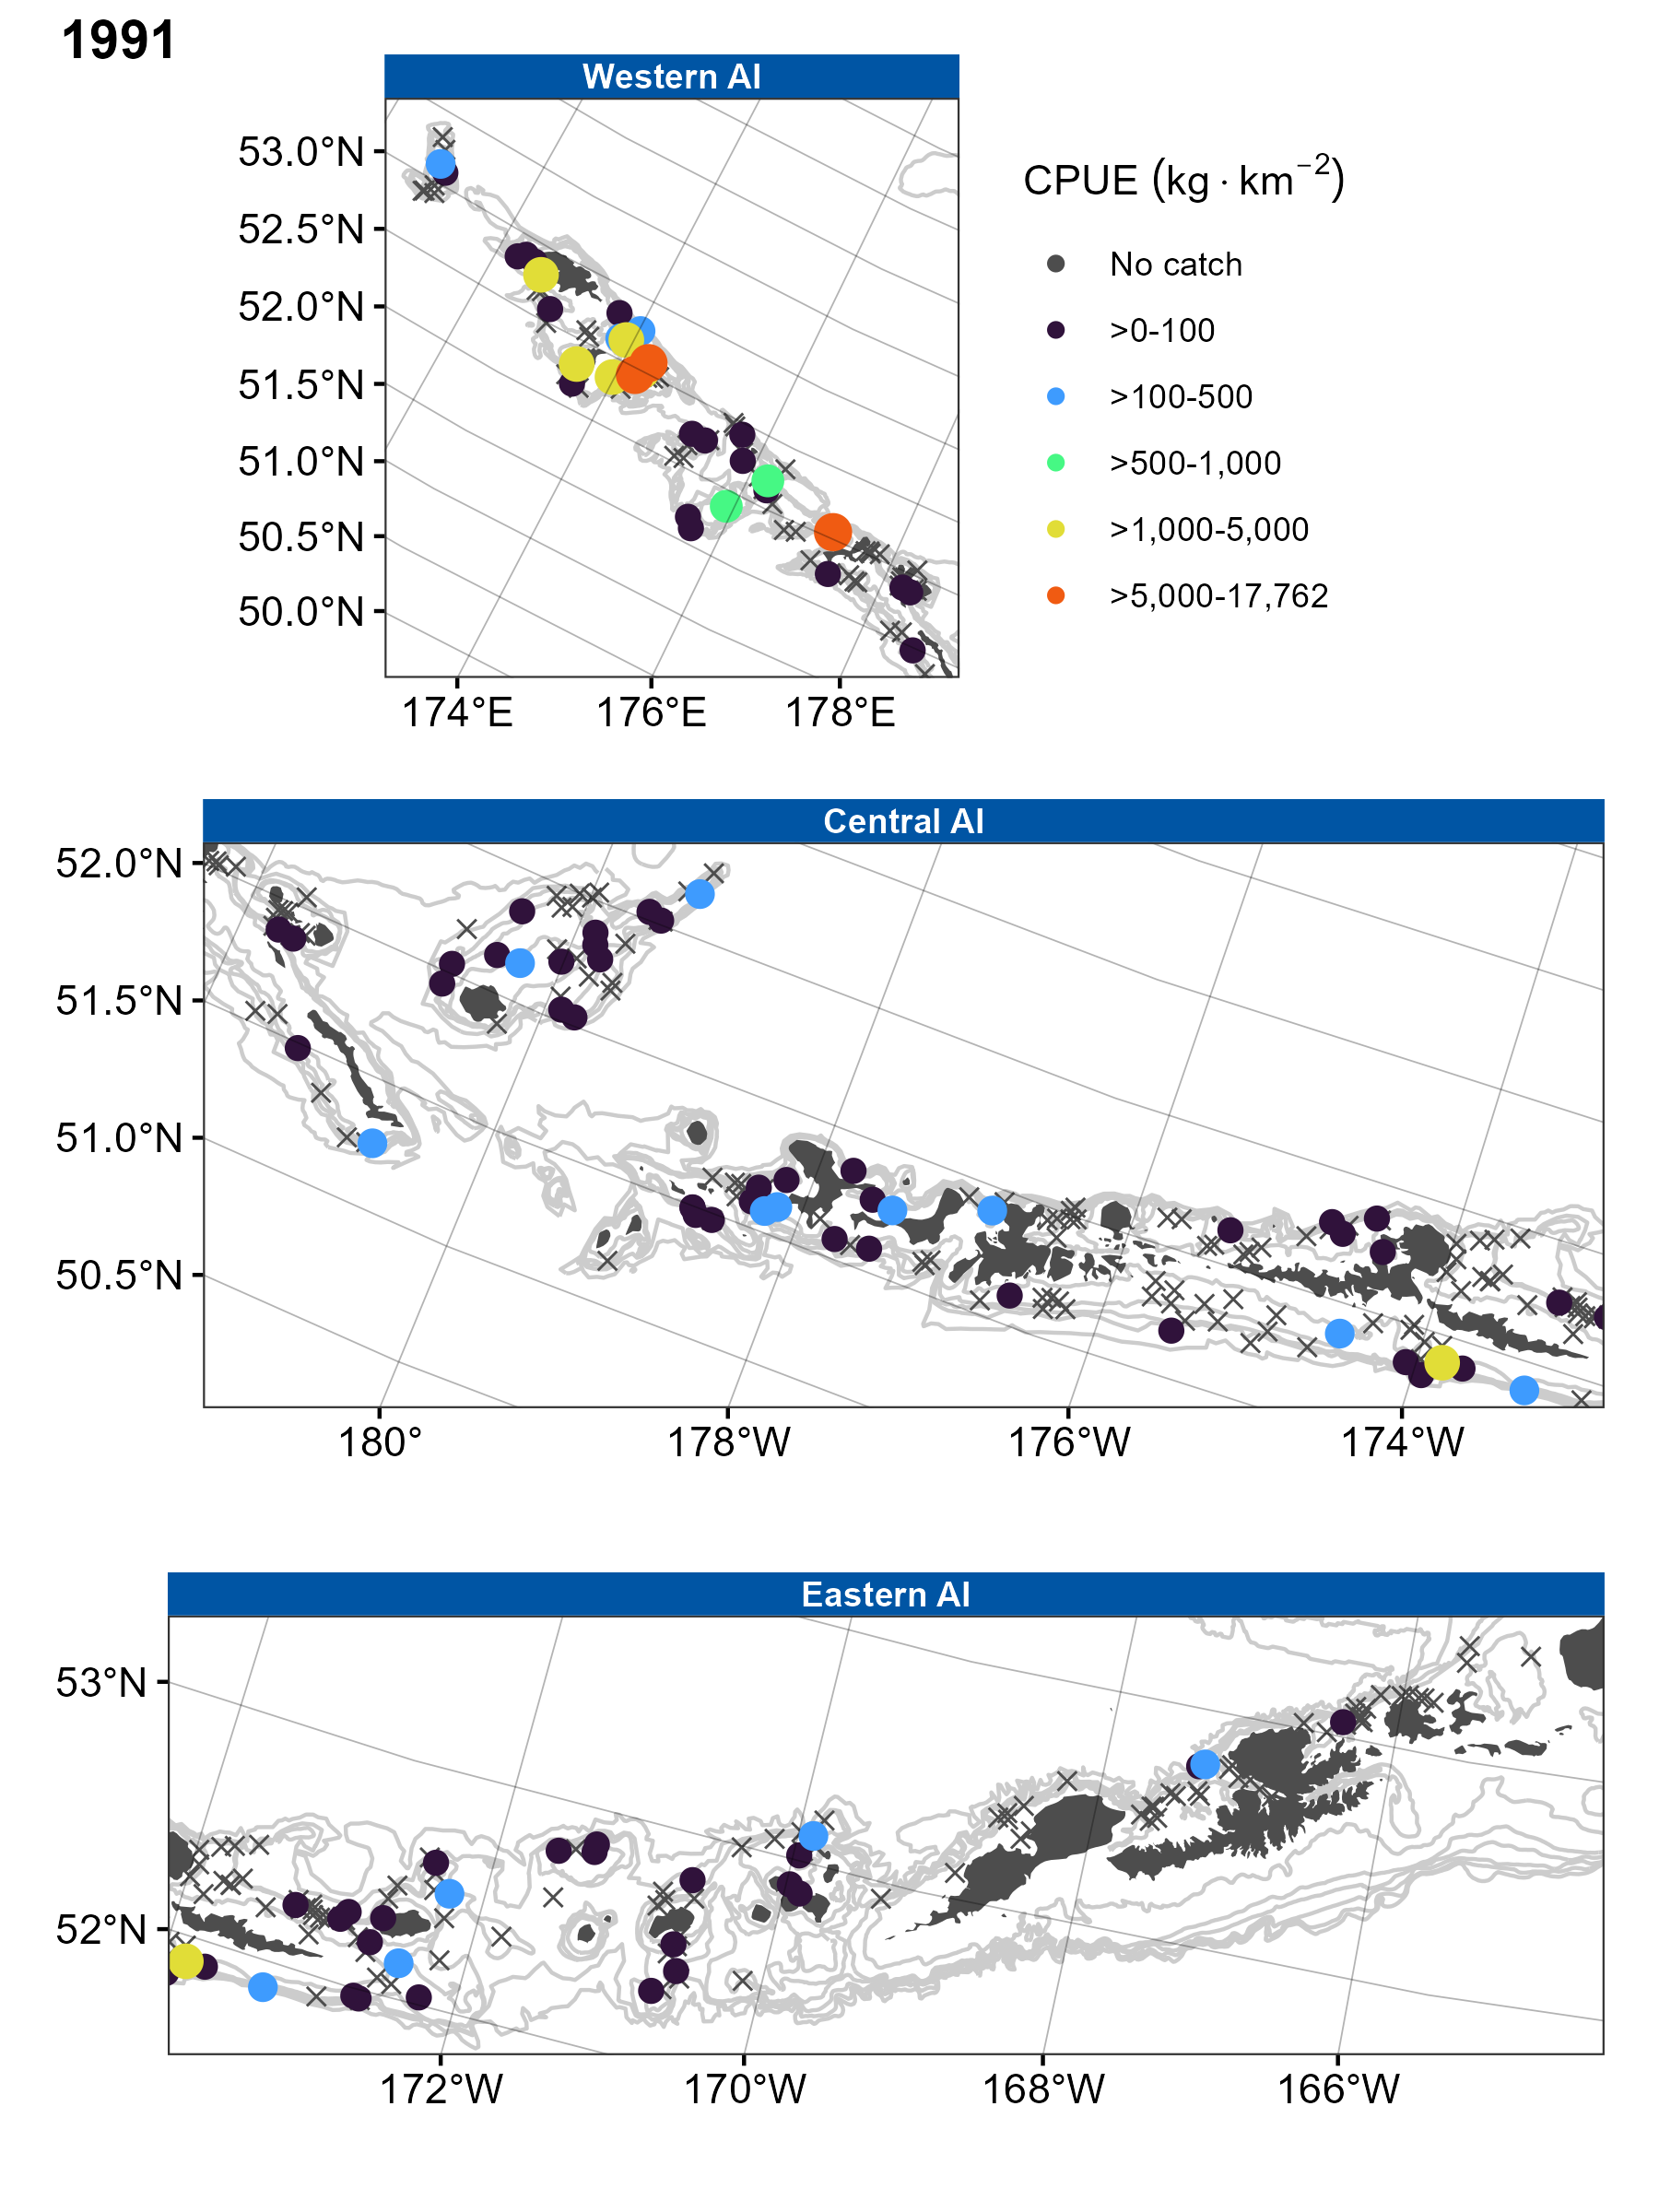 1991
Western AI
53.0°N
52.5°N
52.0°N
51.5°N
51.0°N
50.5°N
50.0°N
174°E 176°E 178°E
CPUE (kg · km⁻²)
No catch
>0-100
>100-500
>500-1,000
>1,000-5,000
>5,000-17,762
Central AI
52.0°N
51.5°N
51.0°N
50.5°N
180° 178°W 176°W 174°W
Eastern AI
53°N
52°N
172°W 170°W 168°W 166°W